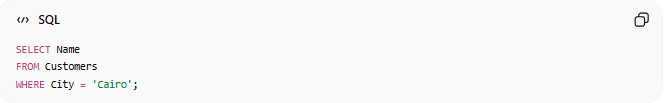 </> SQL
SELECT Name
FROM Customers
WHERE City = 'Cairo';